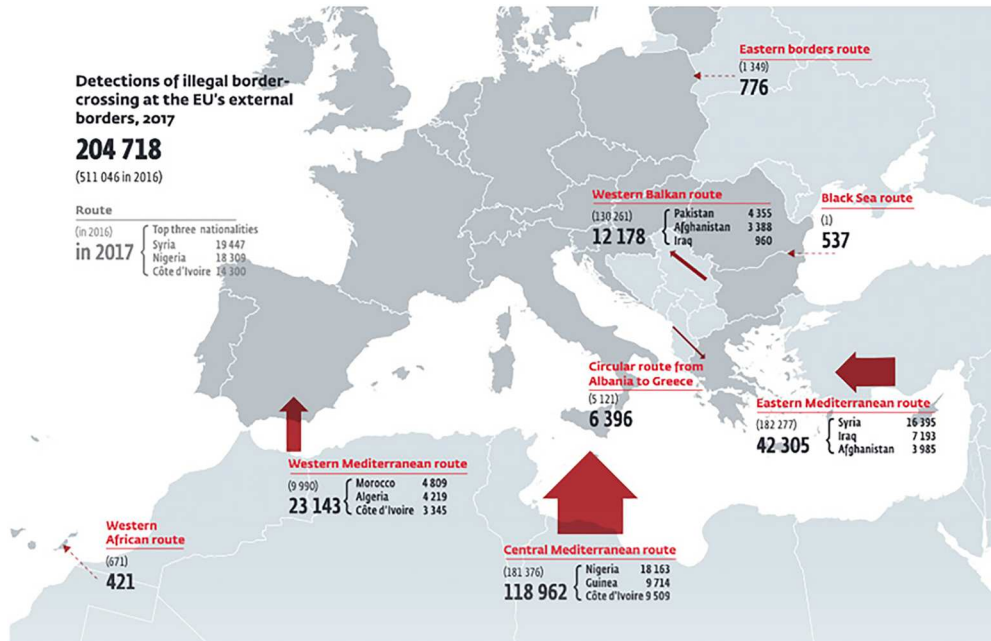 Detections of illegal border-
crossing at the EU's external
borders, 2017
204 718
(511 046 in 2016)
Route
(in 2016)
in 2017
Top three nationalities
Syria 19 447
Nigeria 18 309
Côte d'Ivoire 14 300
Eastern borders route
(1 349)
776
Western Balkan route
(130 261)
12 178
Pakistan 4 355
Afghanistan 3 388
Iraq 960
Black Sea route
(1)
537
Circular route from
Albania to Greece
(5 121)
6 396
Eastern Mediterranean route
(182 277)
42 305
Syria 16 395
Iraq 7 193
Afghanistan 3 985
Western Mediterranean route
(9 990)
23 143
Morocco 4 809
Algeria 4 219
Côte d'Ivoire 3 345
Western
African route
(671)
421
Central Mediterranean route
(181 376)
118 962
Nigeria 18 163
Guinea 9 714
Côte d'Ivoire 9 509